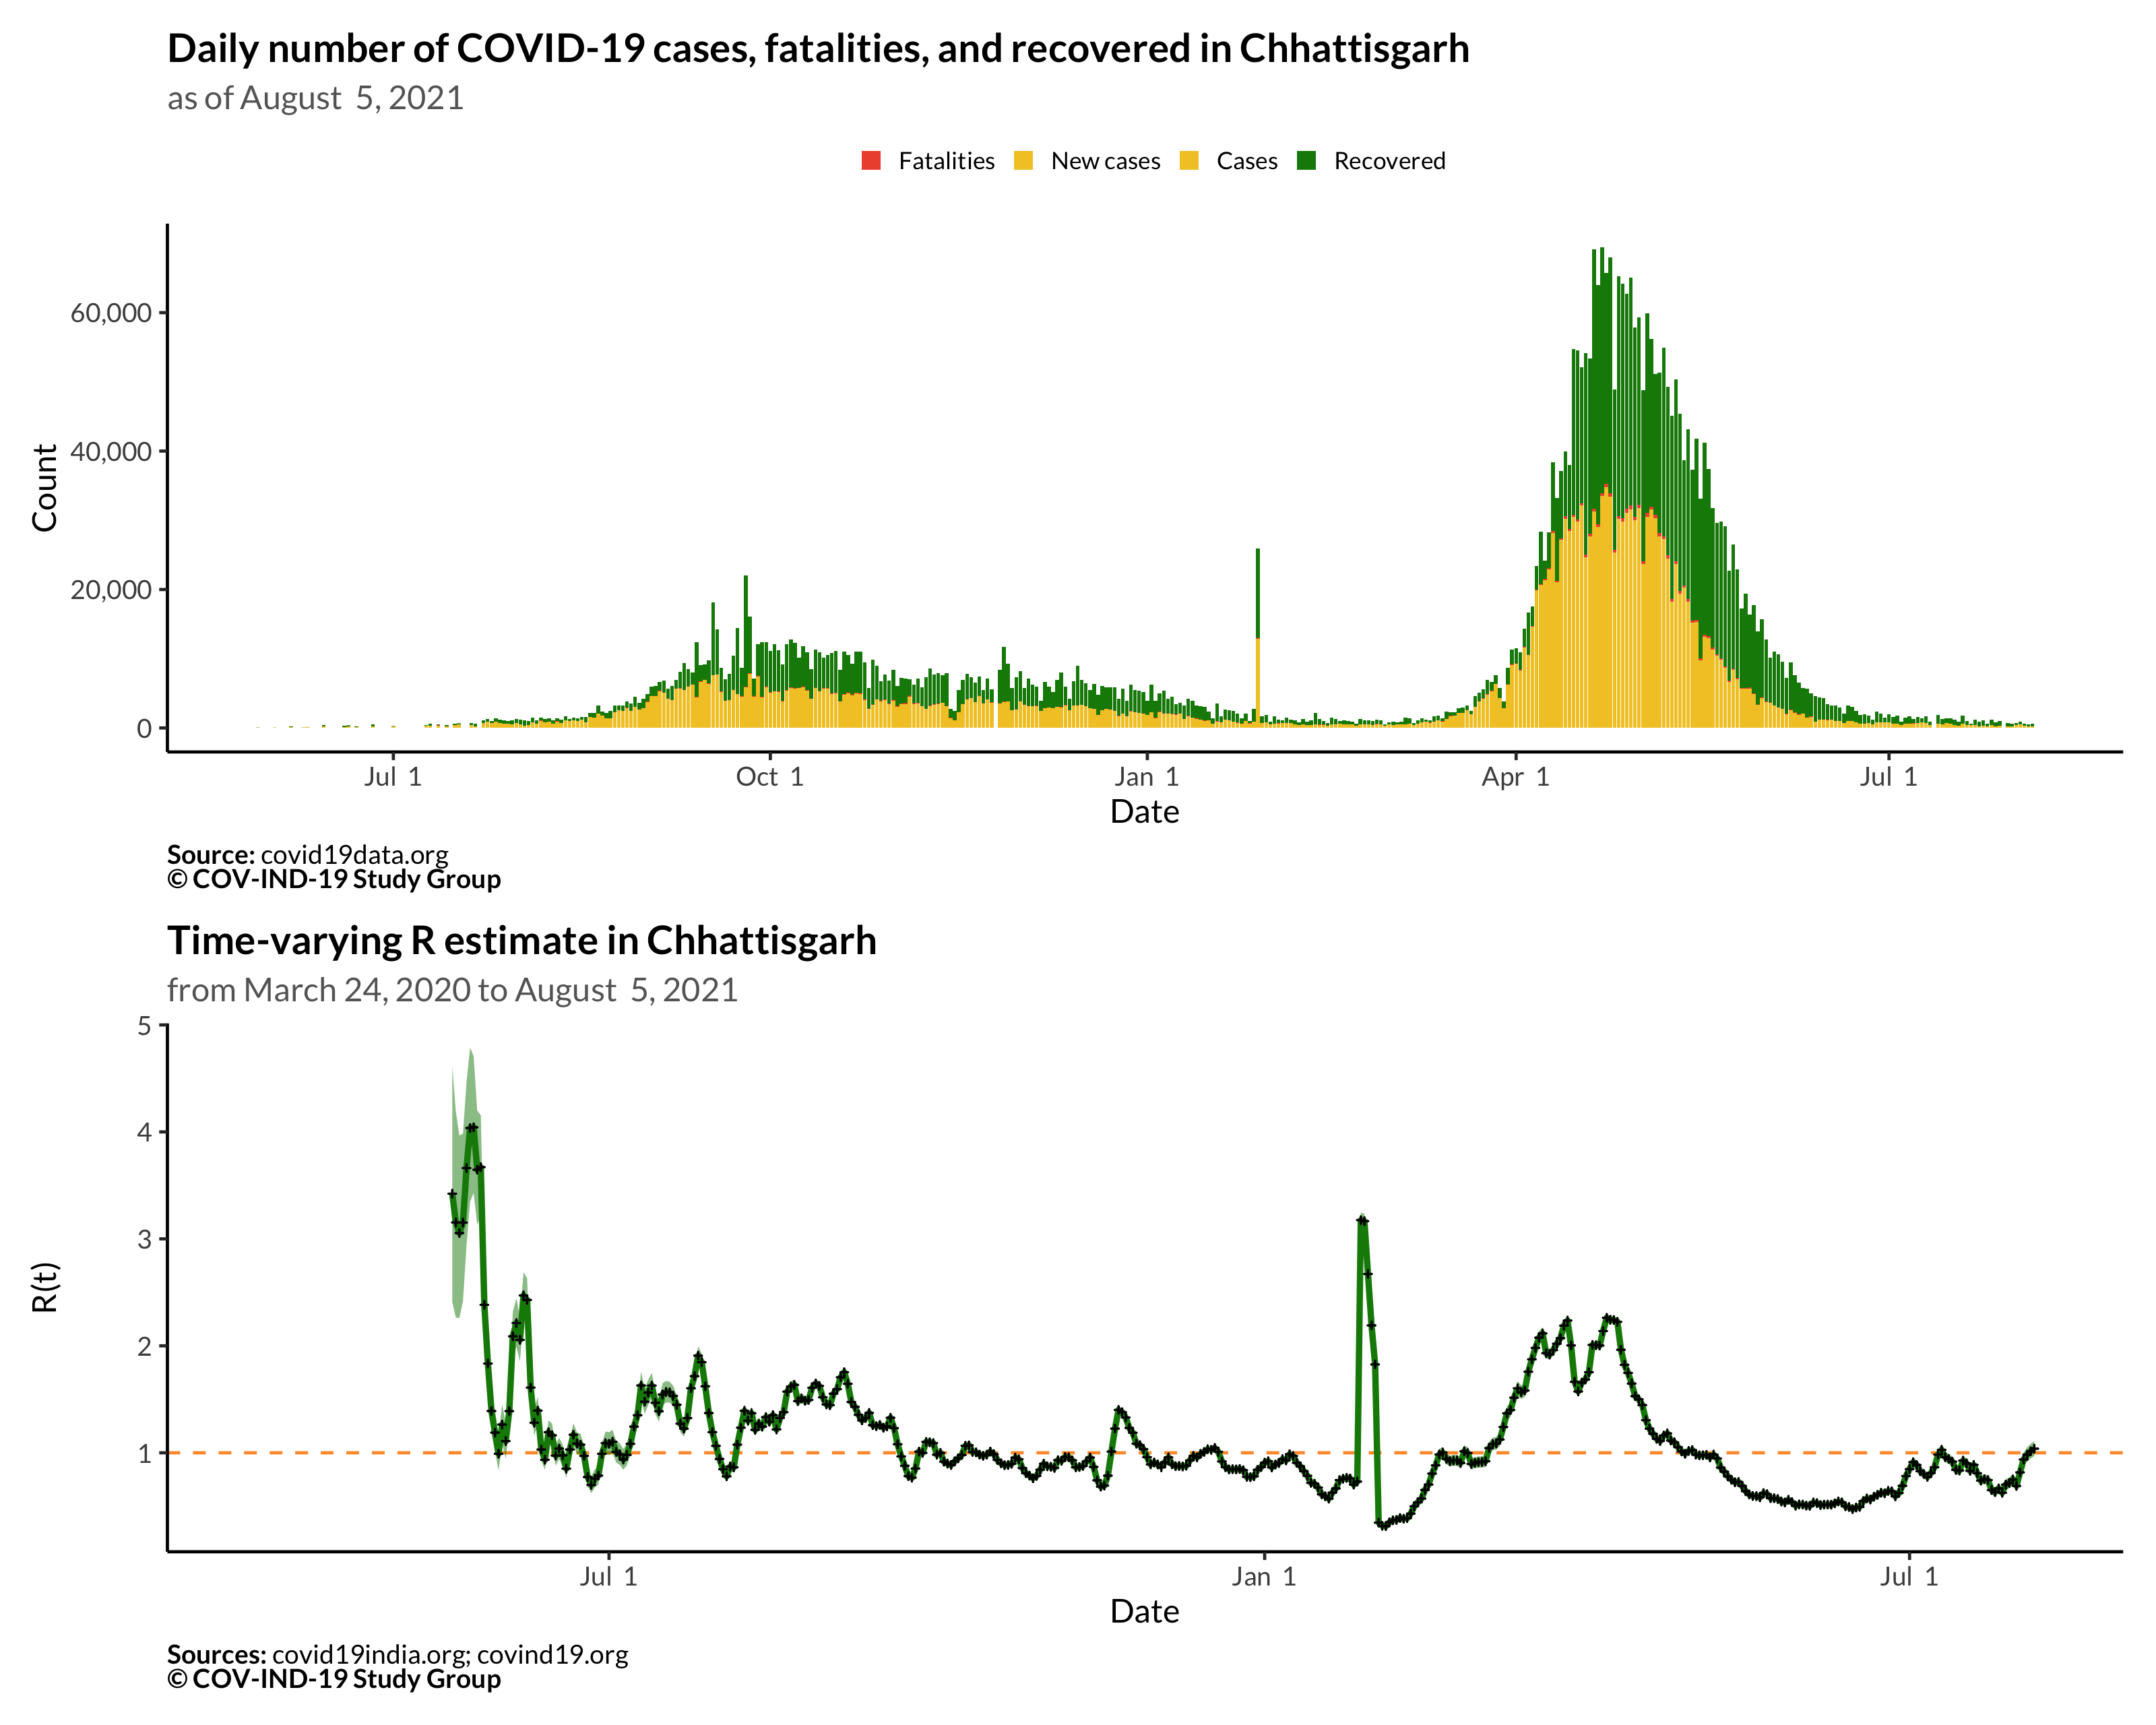 Daily number of COVID-19 cases, fatalities, and recovered in Chhattisgarh
as of August  5, 2021
Fatalities New cases Cases Recovered
60,000
40,000
20,000
0
Count
Jul  1 Oct  1 Jan  1 Apr  1 Jul  1
Date
Source: covid19data.org
© COV-IND-19 Study Group
Time-varying R estimate in Chhattisgarh
from March 24, 2020 to August  5, 2021
5
4
3
2
1
R(t)
Jul  1 Jan  1 Jul  1
Date
Sources: covid19india.org; covind19.org
© COV-IND-19 Study Group